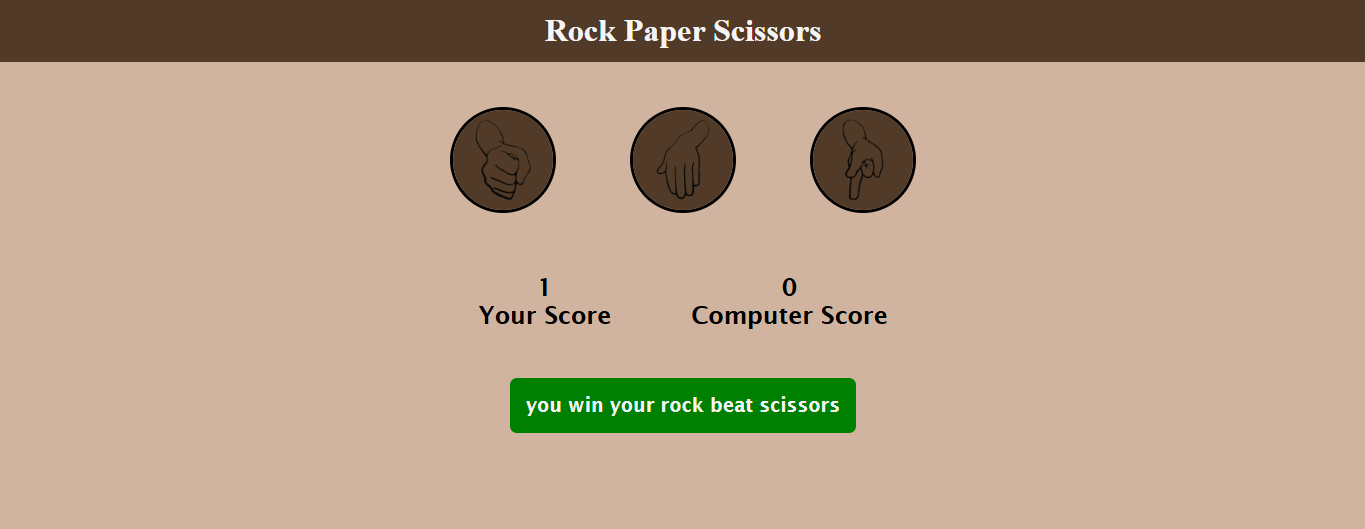 Rock Paper Scissors
1
Your Score
0
Computer Score
you win your rock beat scissors